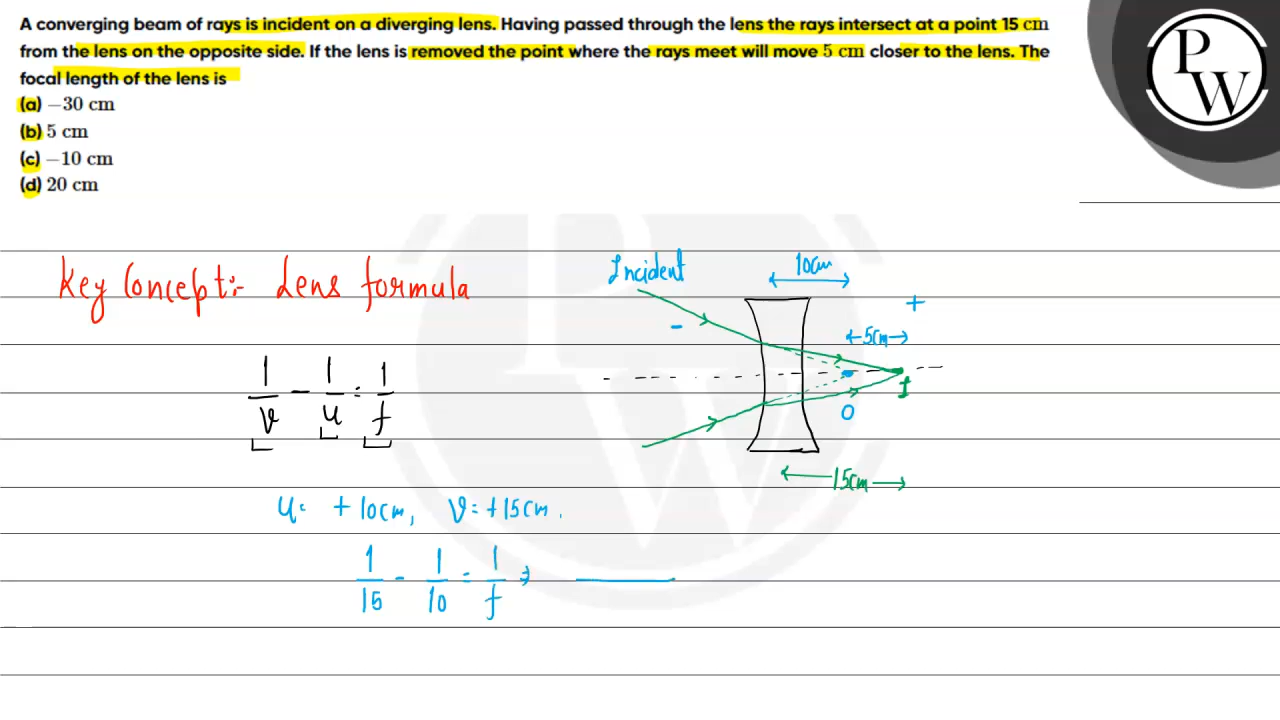 A converging beam of rays is incident on a diverging lens. Having passed through the lens the rays intersect at a point 15 cm
from the lens on the opposite side. If the lens is removed the point where the rays meet will move 5 cm closer to the lens. The
focal length of the lens is
(a) −30 cm
(b) 5 cm
(c) −10 cm
(d) 20 cm
PW
Key Concept:- Lens formula
Incident
10cm
+
-
5cm
I
O
15cm
1/v - 1/u = 1/f
u= +10cm, v=+15cm.
1/15 - 1/10 = 1/f ⇒